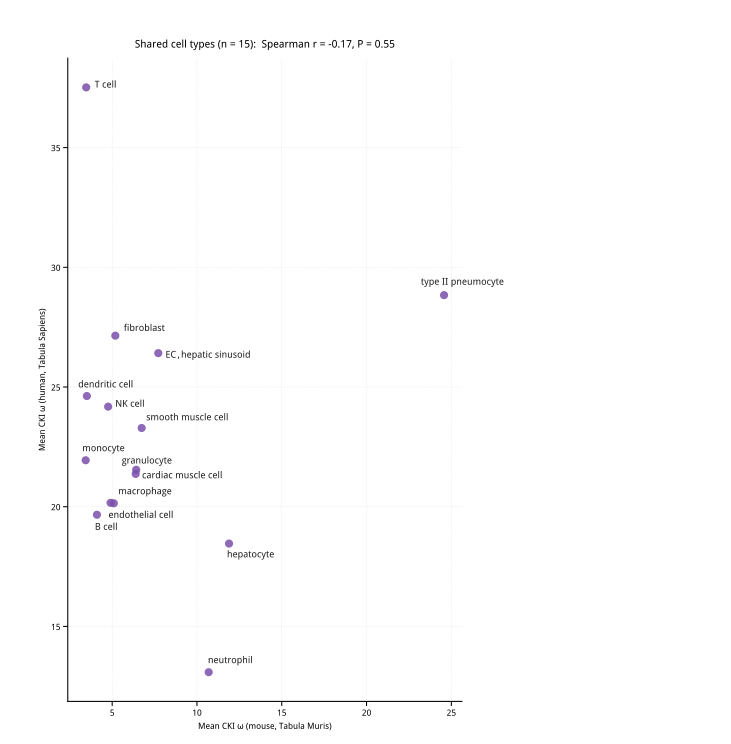 Shared cell types (n = 15):  Spearman r = -0.17, P = 0.55
T cell
35
30
type II pneumocyte
fibroblast
EC, hepatic sinusoid
dendritic cell
25
NK cell
smooth muscle cell
monocyte
granulocyte
cardiac muscle cell
macrophage
20
endothelial cell
B cell
hepatocyte
15
neutrophil
5 10 15 20 25
Mean CKI ω (mouse, Tabula Muris)
Mean CKI ω (human, Tabula Sapiens)